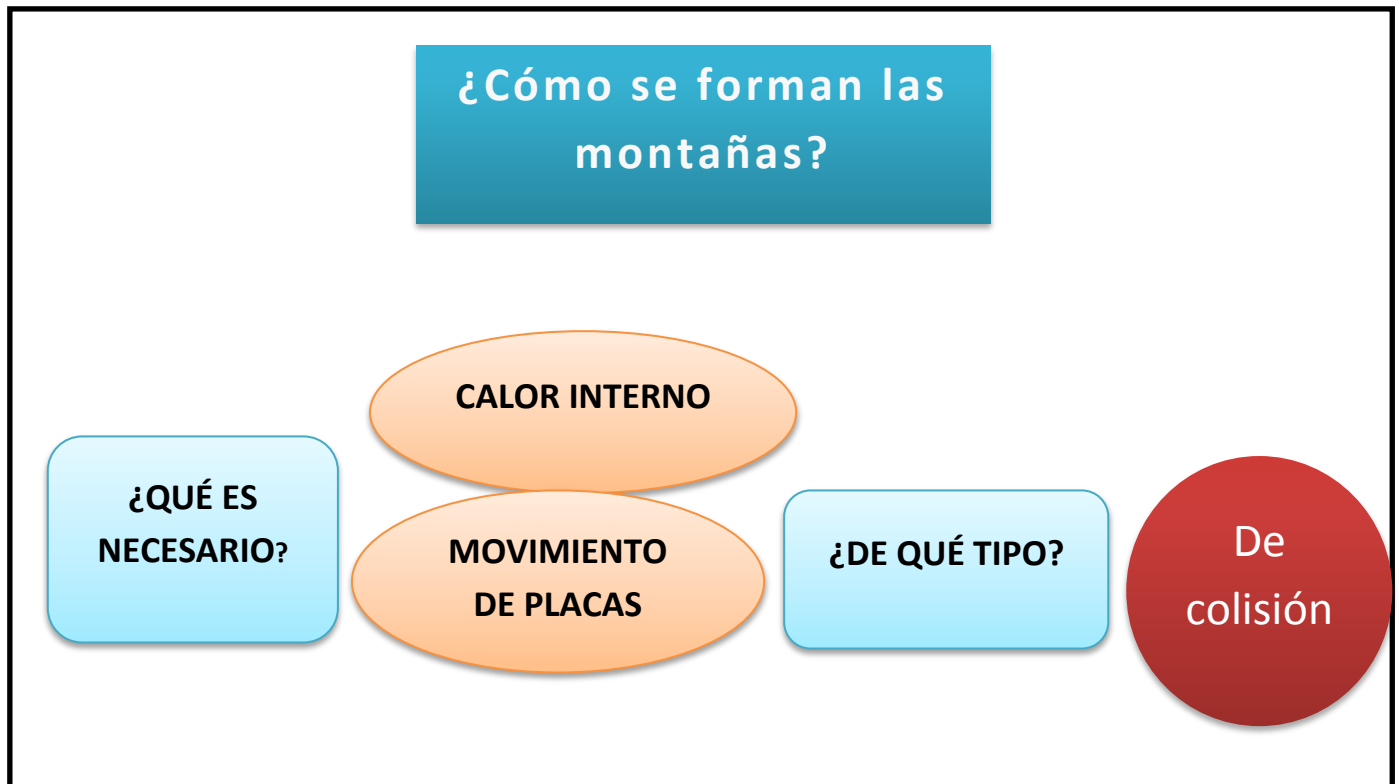 ¿Cómo se forman las
montañas?
CALOR INTERNO
¿QUÉ ES
NECESARIO?
MOVIMIENTO
DE PLACAS
¿DE QUÉ TIPO?
De
colisión